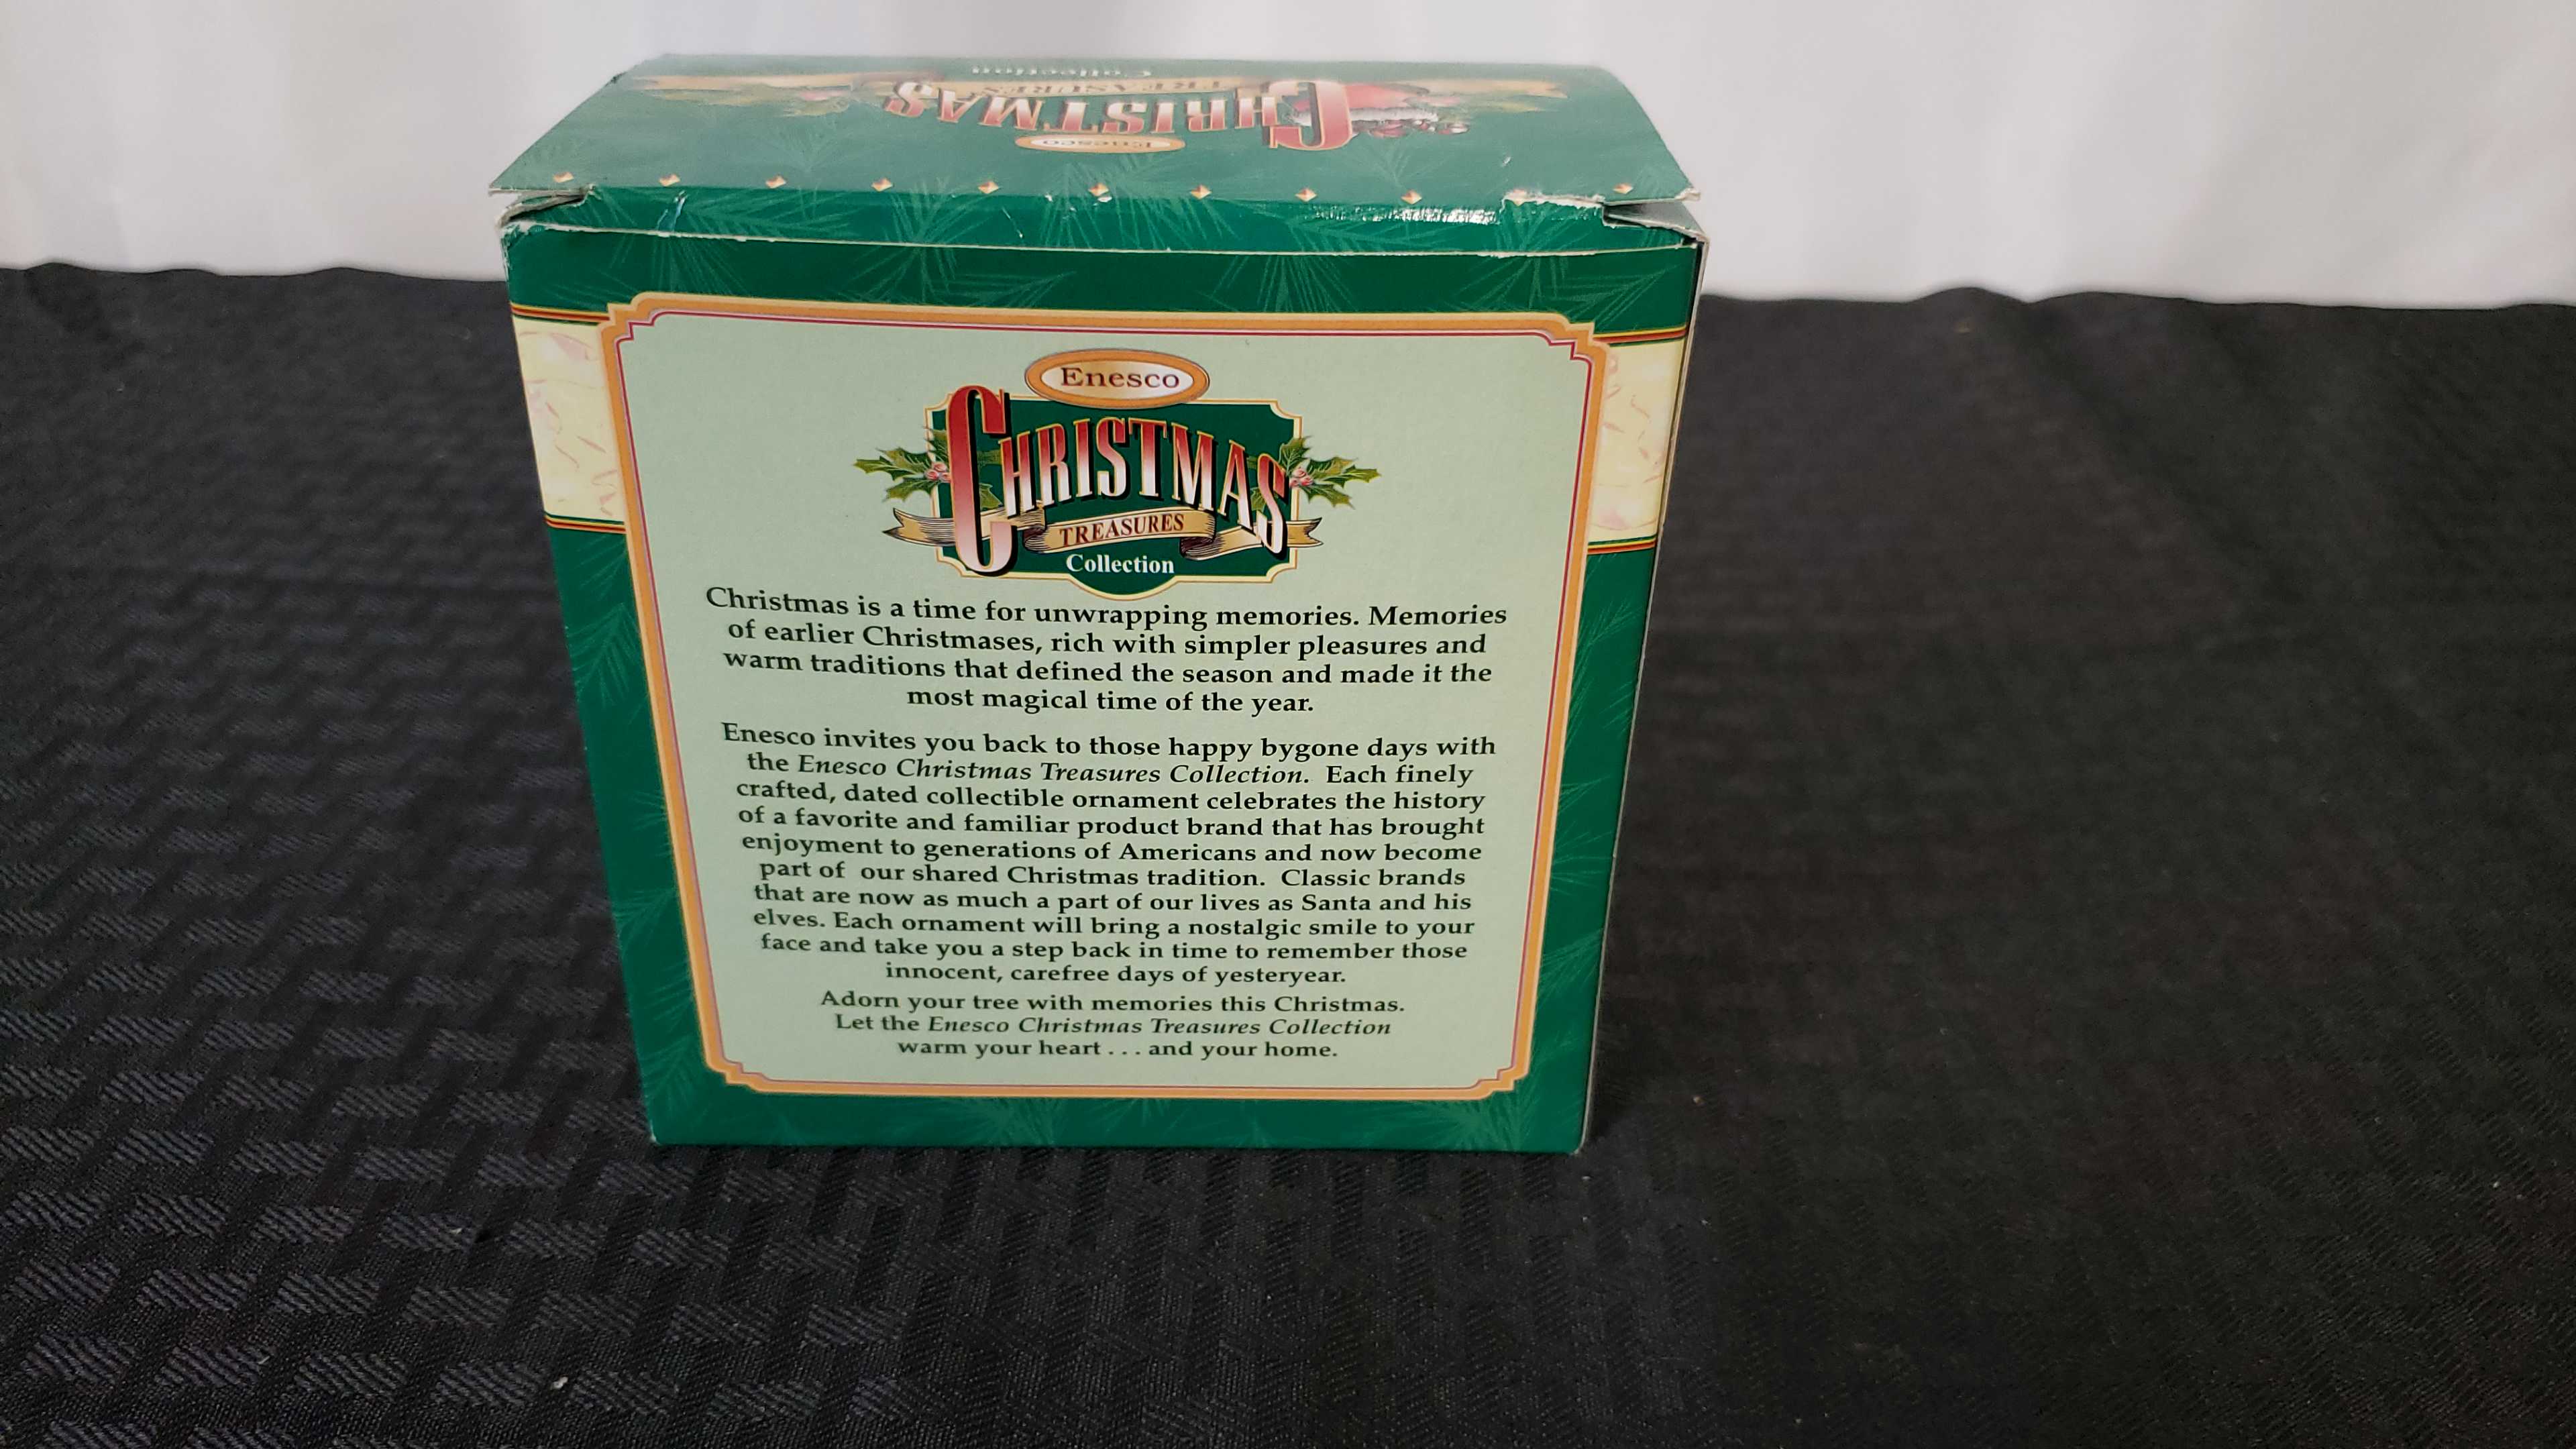 Enesco
CHRISTMAS
TREASURES
Collection
Enesco
CHRISTMAS
TREASURES
Collection
Christmas is a time for unwrapping memories. Memories
of earlier Christmases, rich with simpler pleasures and
warm traditions that defined the season and made it the
most magical time of the year.
Enesco invites you back to those happy bygone days with
the Enesco Christmas Treasures Collection. Each finely
crafted, dated collectible ornament celebrates the history
of a favorite and familiar product brand that has brought
enjoyment to generations of Americans and now become
part of our shared Christmas tradition. Classic brands
that are now as much a part of our lives as Santa and his
elves. Each ornament will bring a nostalgic smile to your
face and take you a step back in time to remember those
innocent, carefree days of yesteryear.
Adorn your tree with memories this Christmas.
Let the Enesco Christmas Treasures Collection
warm your heart . . . and your home.